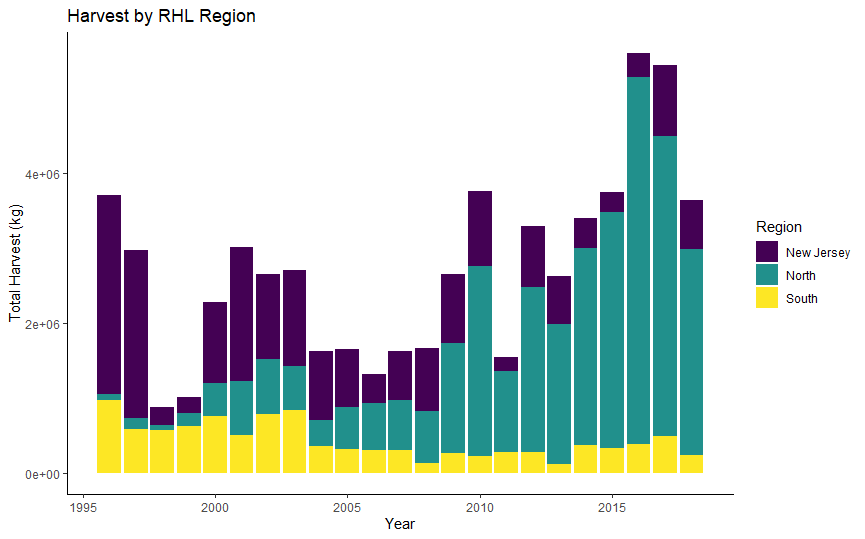 Harvest by RHL Region
Total Harvest (kg)
4e+06
2e+06
0e+00
1995
2000
2005
2010
2015
Year
Region
New Jersey
North
South